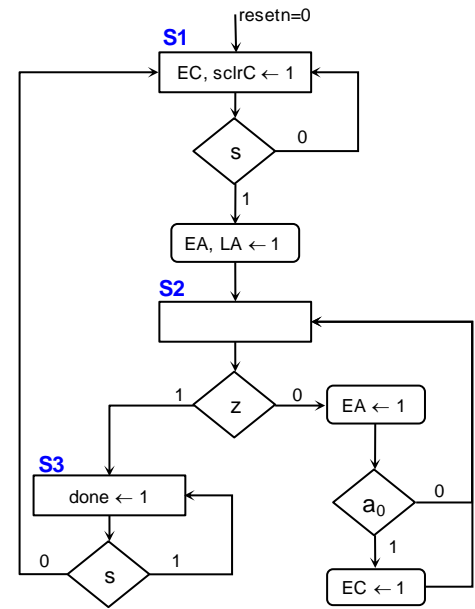 resetn=0
S1
EC, sclrC ← 1
s
0
1
EA, LA ← 1
S2
z
1
0
EA ← 1
S3
done ← 1
a₀
0
1
s
0
1
EC ← 1